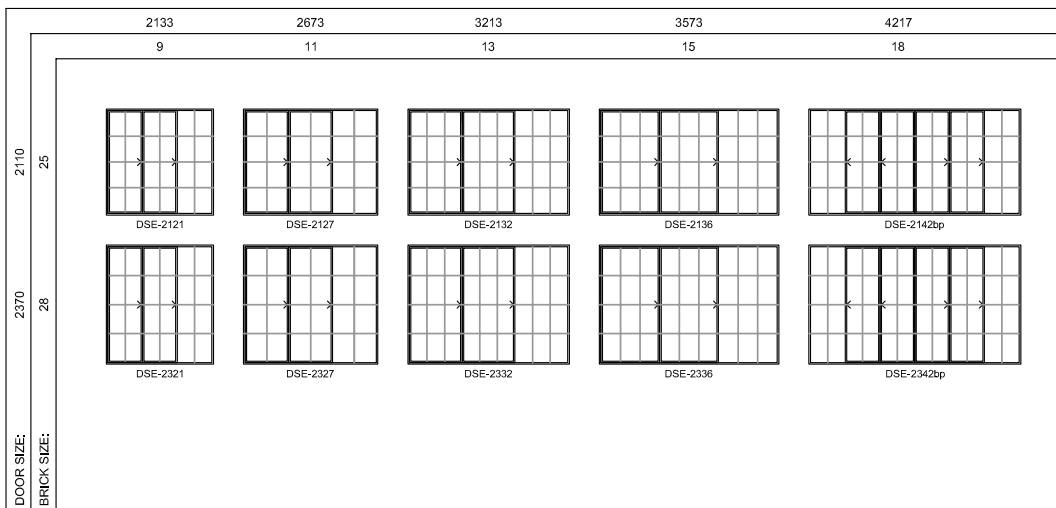 2133 2673 3213 3573 4217
9 11 13 15 18
2110 25
DSE-2121 DSE-2127 DSE-2132 DSE-2136 DSE-2142bp
2370 28
DSE-2321 DSE-2327 DSE-2332 DSE-2336 DSE-2342bp
DOOR SIZE:
BRICK SIZE: